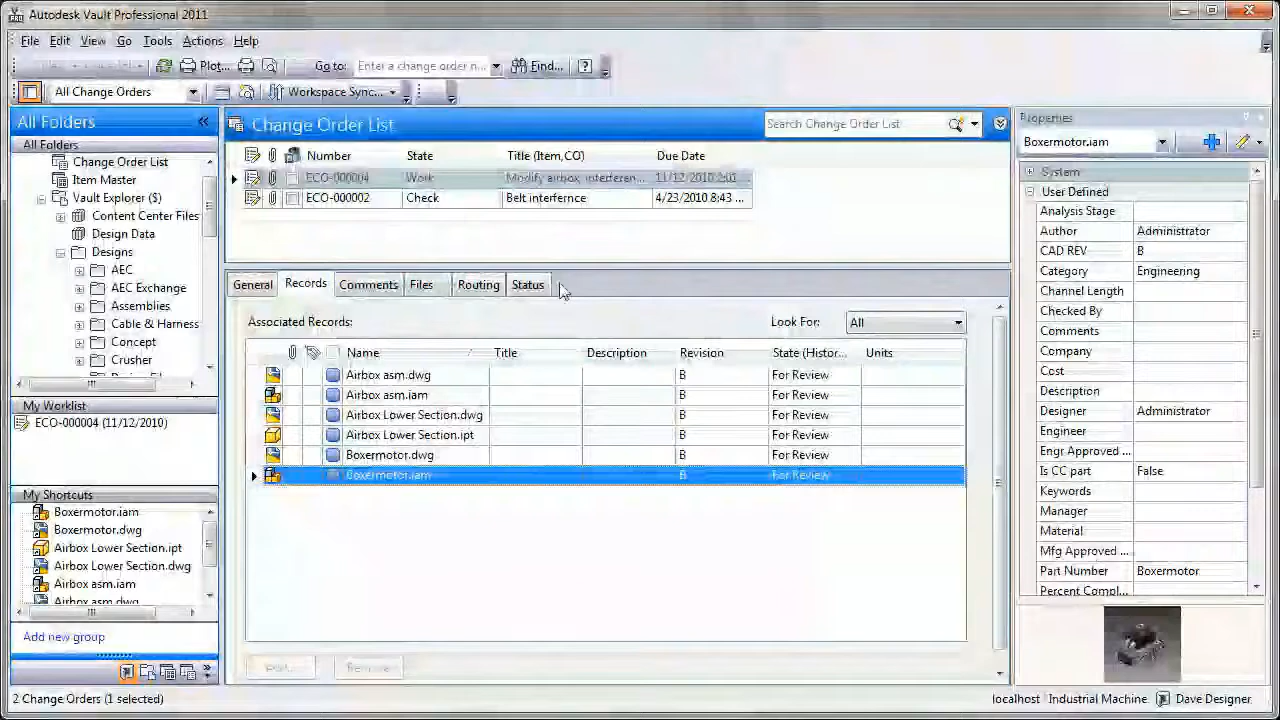 Autodesk Vault Professional 2011
File Edit View Go Tools Actions Help
Plot... Go to: Enter a change order n... Find...
All Change Orders Workspace Sync...
All Folders
All Folders
Change Order List
Item Master
Vault Explorer ($)
Content Center Files
Design Data
Designs
AEC
AEC Exchange
Assemblies
Cable & Harness
Concept
Crusher
My Worklist
ECO-000004 (11/12/2010)
My Shortcuts
Boxermotor.iam
Boxermotor.dwg
Airbox Lower Section.ipt
Airbox Lower Section.dwg
Airbox asm.iam
Airbox asm.dwg
Add new group
Change Order List Search Change Order List
Number State Title (Item,CO) Due Date
ECO-000004 Work Modify airbox, interferen... 11/12/2010 2:01 ...
ECO-000002 Check Belt interfernce 4/23/2010 8:43 ...
General Records Comments Files Routing Status
Associated Records: Look For: All
Name Title Description Revision State (Histor... Units
Airbox asm.dwg B For Review
Airbox asm.iam B For Review
Airbox Lower Section.dwg B For Review
Airbox Lower Section.ipt B For Review
Boxermotor.dwg B For Review
Boxermotor.iam B For Review
Remove
Properties
Boxermotor.iam
System
User Defined
Analysis Stage
Author Administrator
CAD REV B
Category Engineering
Channel Length
Checked By
Comments
Company
Cost
Description
Designer Administrator
Engineer
Engr Approved ...
Is CC part False
Keywords
Manager
Material
Mfg Approved ...
Part Number Boxermotor
Percent Compl...
2 Change Orders (1 selected) localhost Industrial Machine Dave Designer